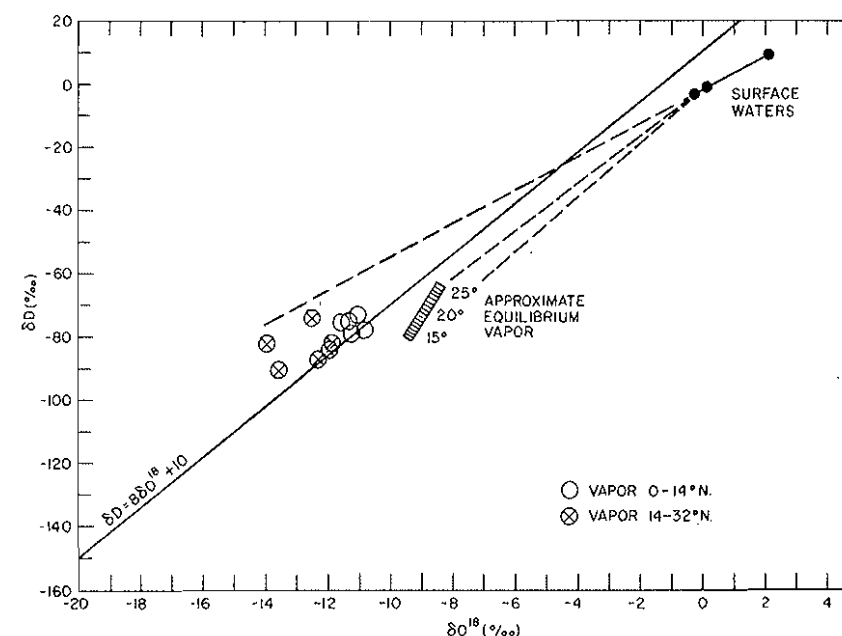 20
0
-20
-40
-60
-80
-100
-120
-140
-160
δD (‰)
SURFACE
WATERS
25°
20°
15°
APPROXIMATE
EQUILIBRIUM
VAPOR
δD=8δO¹⁸+10
VAPOR 0-14°N.
VAPOR 14-32°N.
-20 -18 -16 -14 -12 -10 -8 -6 -4 -2 0 2 4
δO¹⁸ (‰)